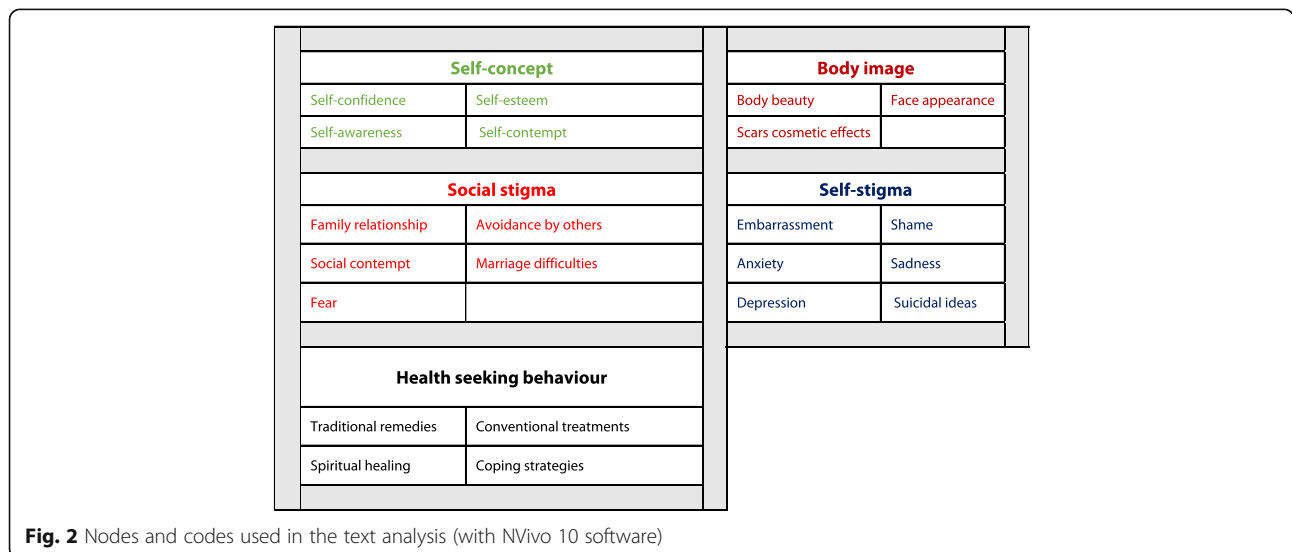 Self-concept
Self-confidence Self-esteem
Self-awareness Self-contempt
Body image
Body beauty Face appearance
Scars cosmetic effects
Social stigma
Family relationship Avoidance by others
Social contempt Marriage difficulties
Fear
Self-stigma
Embarrassment Shame
Anxiety Sadness
Depression Suicidal ideas
Health seeking behaviour
Traditional remedies Conventional treatments
Spiritual healing Coping strategies
Fig. 2 Nodes and codes used in the text analysis (with NVivo 10 software)